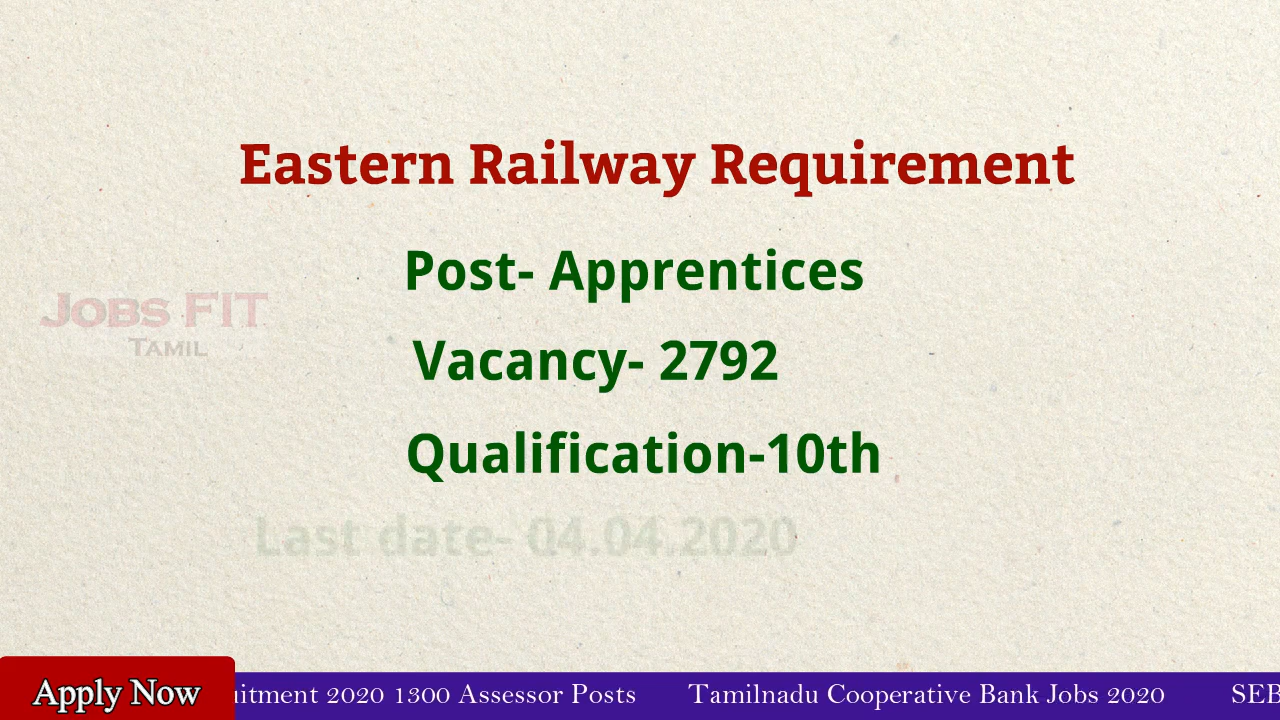 Eastern Railway Requirement
Post- Apprentices
Vacancy- 2792
Qualification-10th
Last date- 04.04.2020
JOBS FIT
TAMIL
Apply Now
uitment 2020 1300 Assessor Posts Tamilnadu Cooperative Bank Jobs 2020 SEB